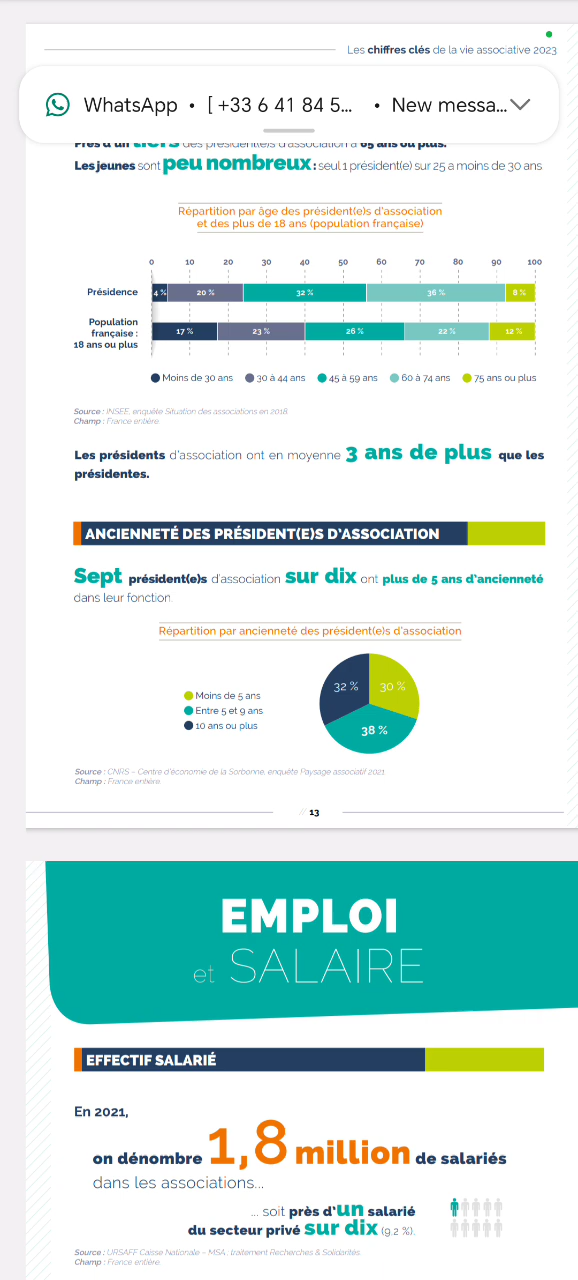 Les chiffres clés de la vie associative 2023
WhatsApp • [ +33 6 41 84 5... • New messa...
Près d'un tiers des président(e)s d'association a 65 ans ou plus.
Les jeunes sont peu nombreux : seul 1 président(e) sur 25 a moins de 30 ans
Répartition par âge des président(e)s d'association
et des plus de 18 ans (population française)
0 10 20 30 40 50 60 70 80 90 100
Présidence 4 % 20 % 32 % 36 % 8 %
Population
française :
18 ans ou plus
17 % 23 % 26 % 22 % 12 %
Moins de 30 ans 30 à 44 ans 45 à 59 ans 60 à 74 ans 75 ans ou plus
Source : INSEE, enquête Situation des associations en 2018.
Champ : France entière.
Les présidents d'association ont en moyenne 3 ans de plus que les
présidentes.
ANCIENNETÉ DES PRÉSIDENT(E)S D'ASSOCIATION
Sept président(e)s d'association sur dix ont plus de 5 ans d'ancienneté
dans leur fonction.
Répartition par ancienneté des président(e)s d'association
Moins de 5 ans
Entre 5 et 9 ans
10 ans ou plus
32 % 30 %
38 %
Source : CNRS – Centre d'économie de la Sorbonne, enquête Paysage associatif 2021.
Champ : France entière.
// 13
EMPLOI
et SALAIRE
EFFECTIF SALARIÉ
En 2021,
on dénombre 1,8 million de salariés
dans les associations...
... soit près d'un salarié
du secteur privé sur dix (9,2 %).
Source : URSAFF Caisse Nationale – MSA, traitement Recherches & Solidarités.
Champ : France entière.